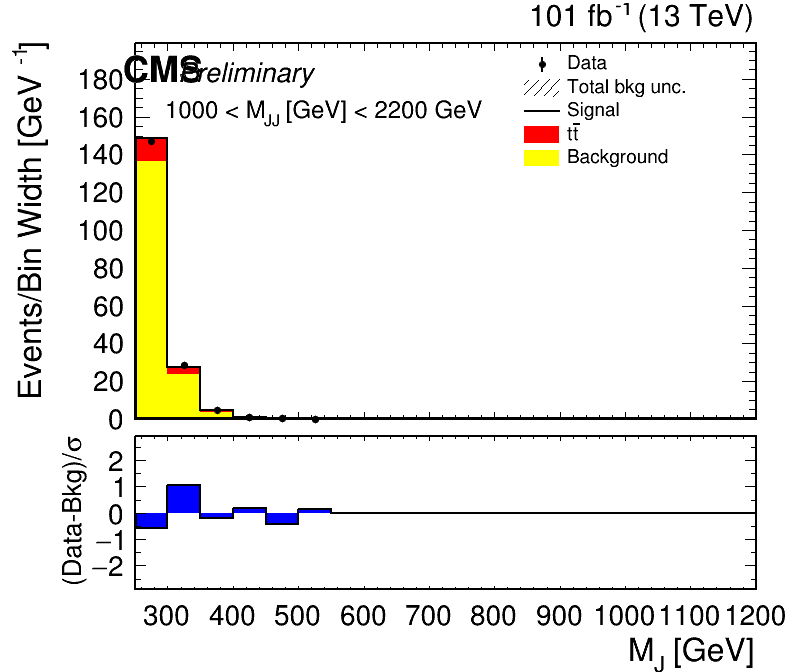 101 fb⁻¹ (13 TeV)
CMS Preliminary
1000 < M_JJ [GeV] < 2200 GeV
Data
Total bkg unc.
Signal
tt̄
Background
Events/Bin Width [GeV⁻¹]
180
160
140
120
100
80
60
40
20
0
(Data-Bkg)/σ
2
1
0
−1
−2
300 400 500 600 700 800 900 1000 1100 1200
M_J [GeV]